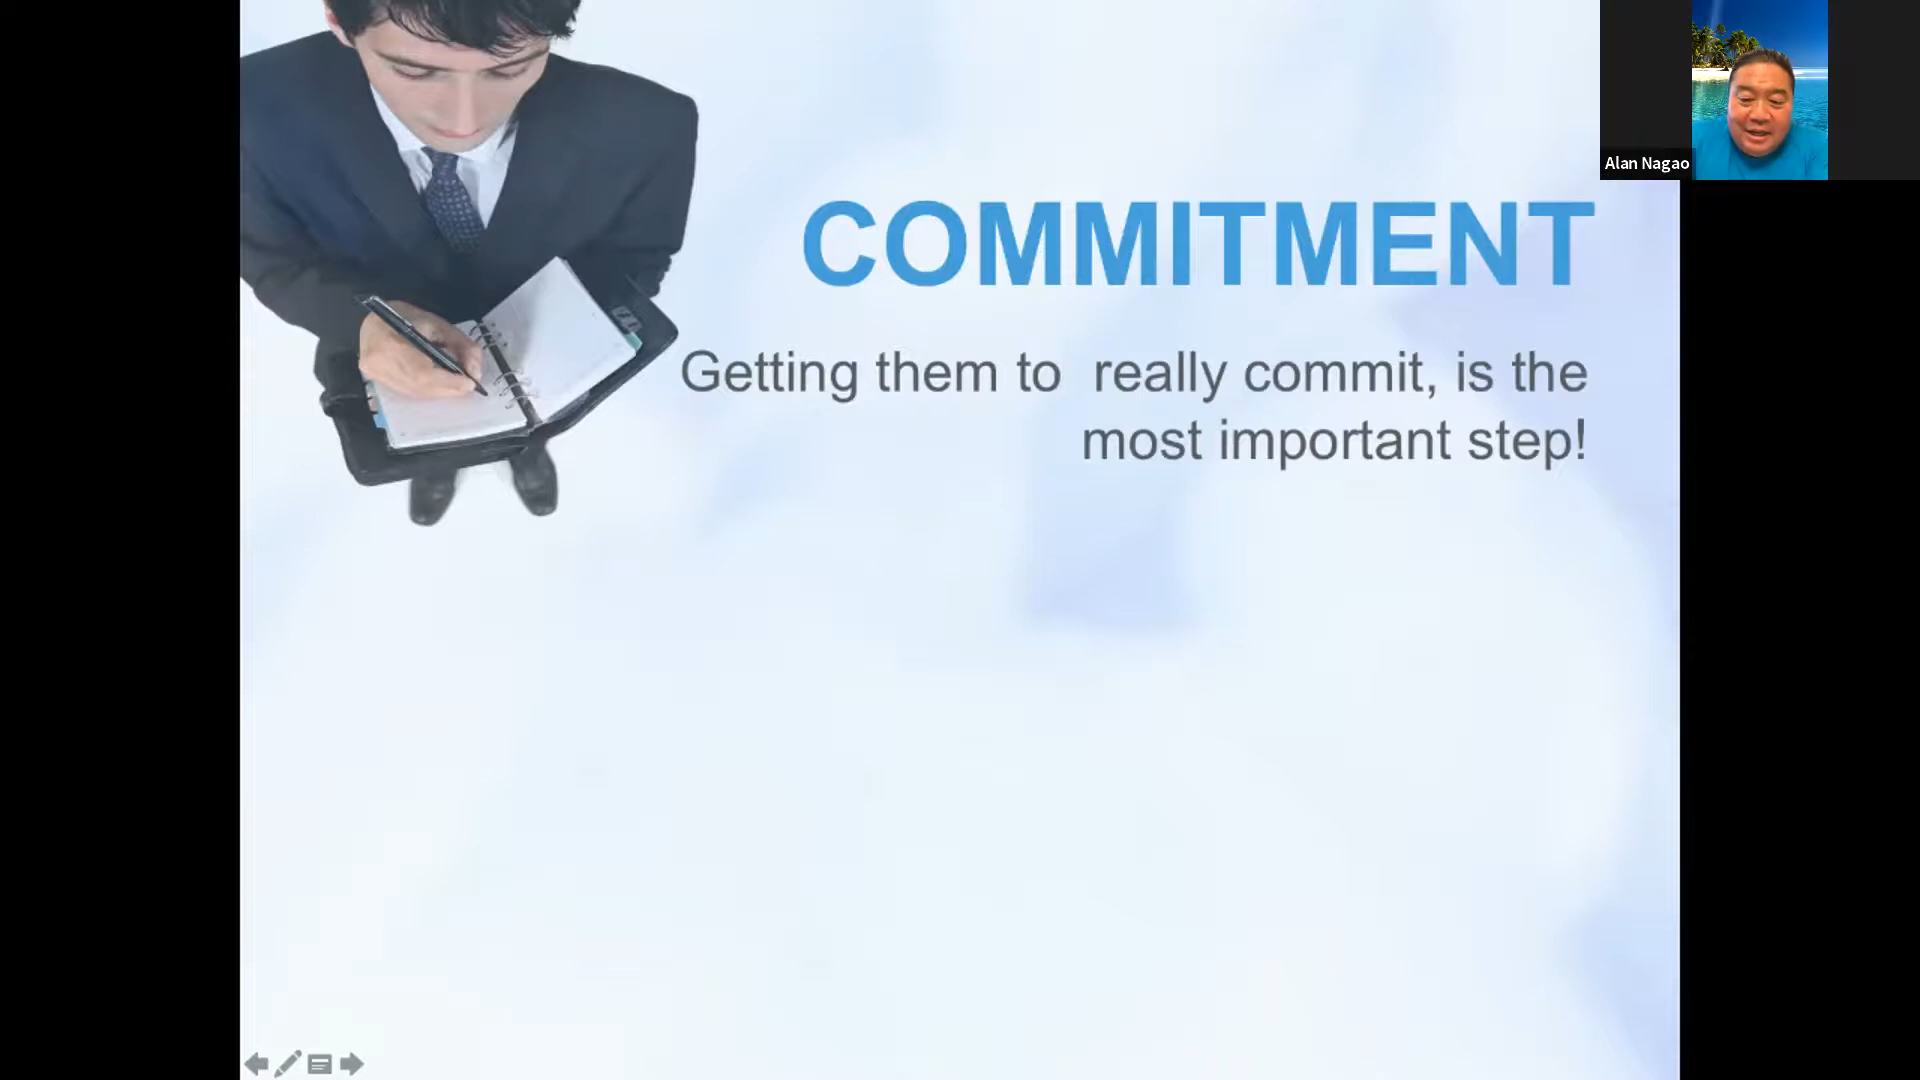 Alan Nagao
COMMITMENT
Getting them to  really commit, is the
most important step!